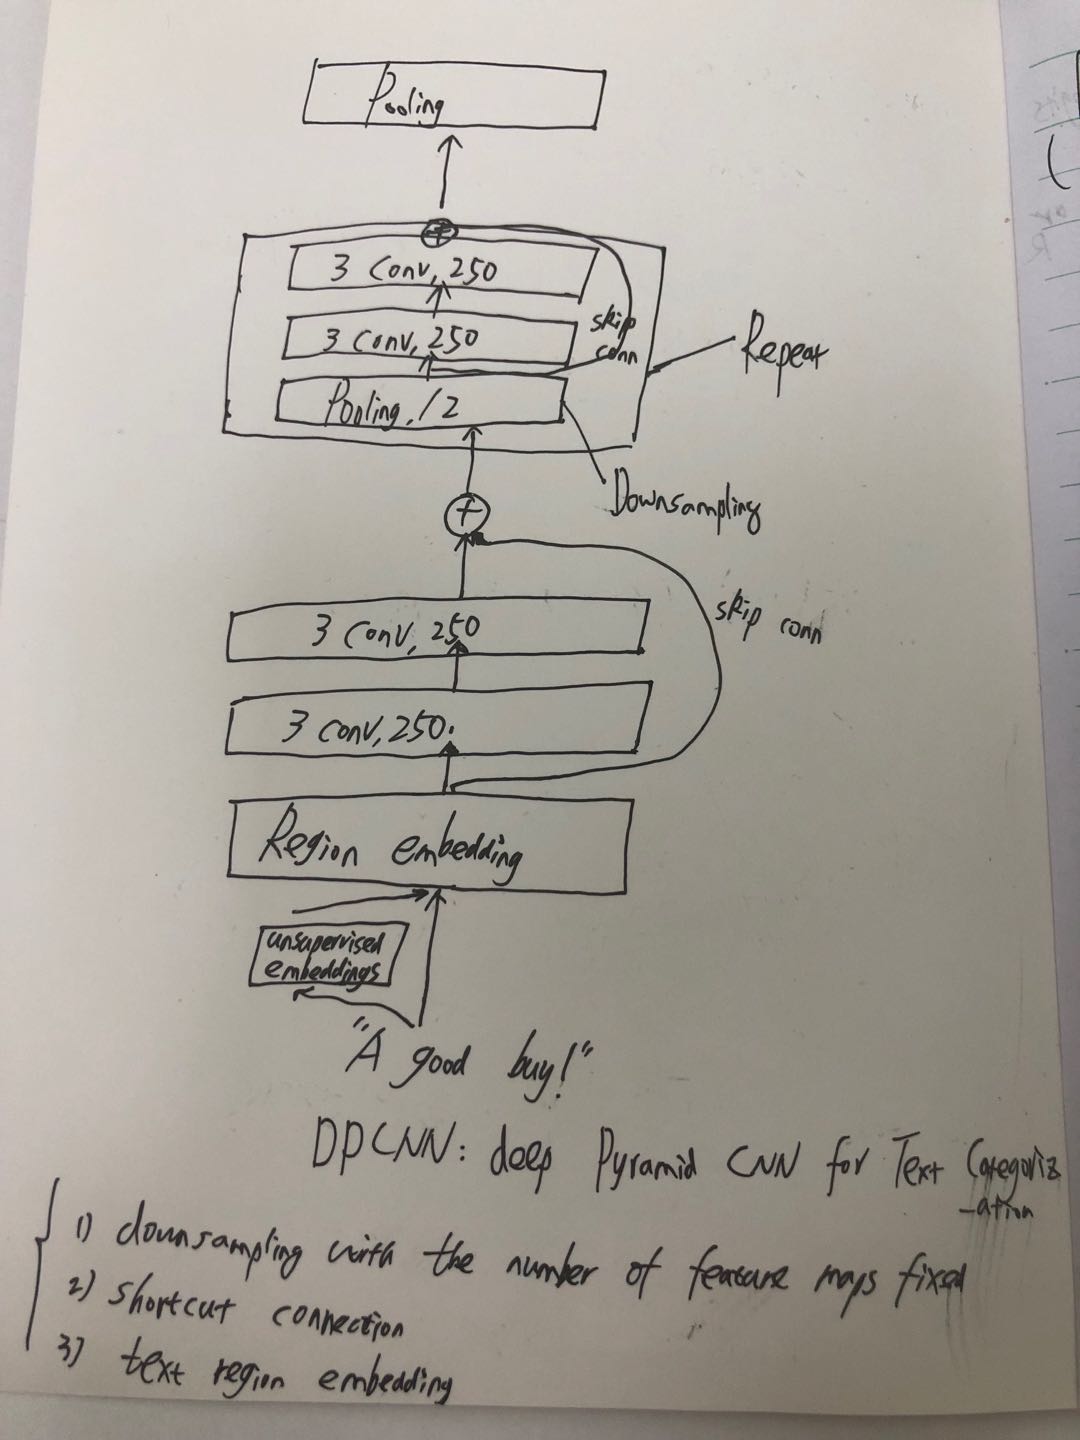 Pooling
3 Conv, 250
3 Conv, 250
skip
conn
Repeat
Pooling, /2
Downsampling
+
3 Conv, 250
skip conn
3 Conv, 250.
Region embedding
unsupervised
embeddings
"A good buy!"
DPCNN: deep Pyramid CNN for Text Categoriz
-ation
1) downsampling with the number of feature maps fixed
2) shortcut connection
3) text region embedding